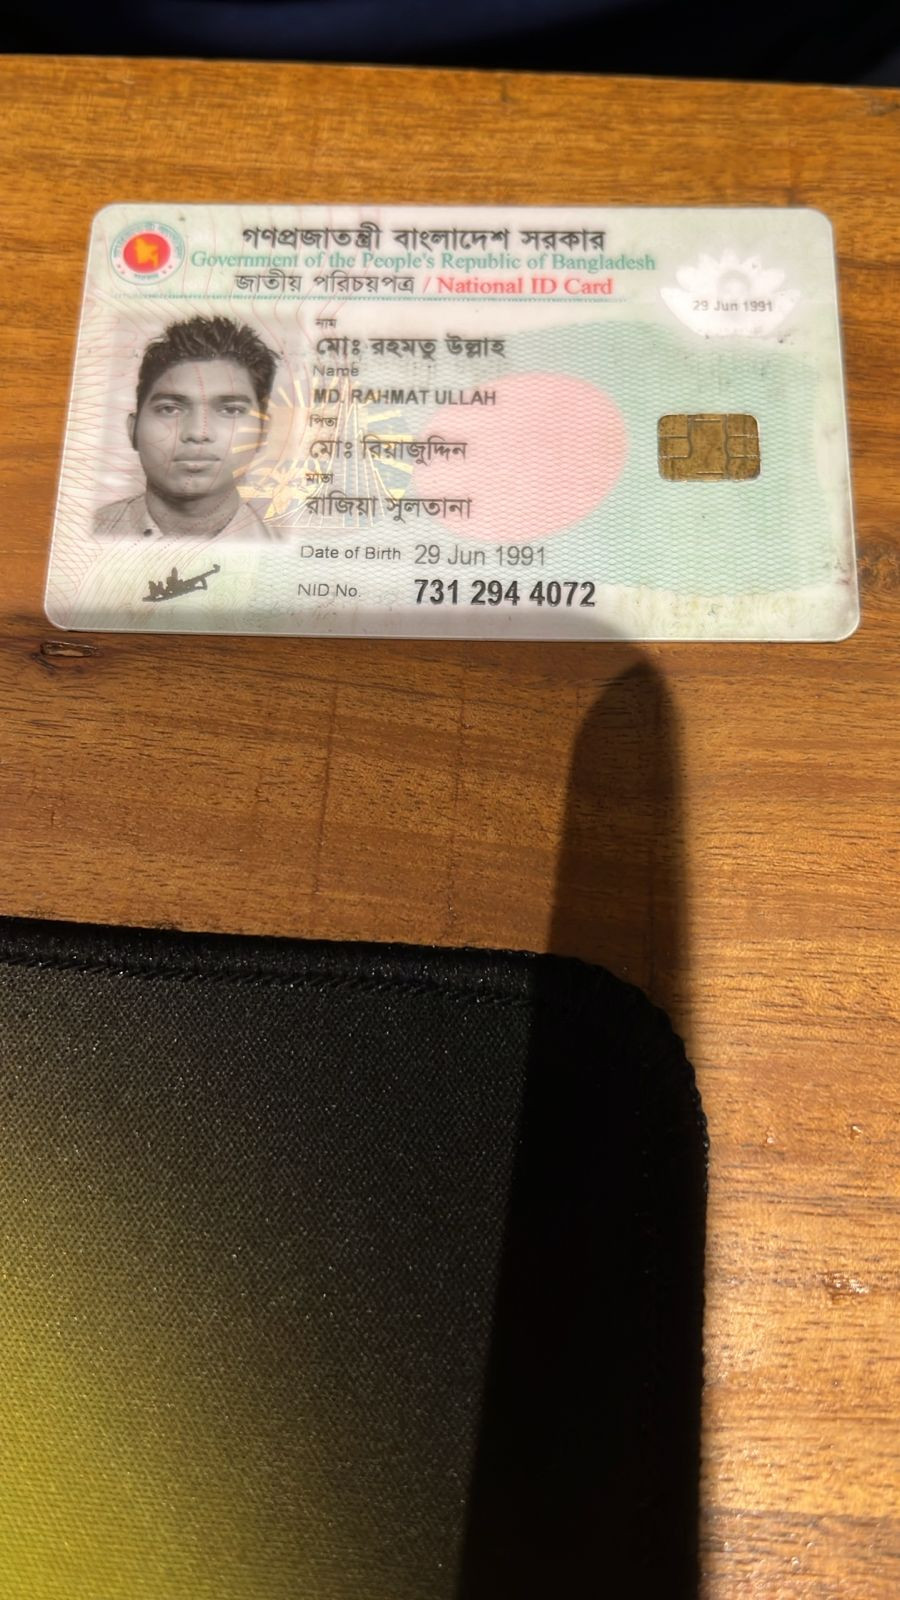 গণপ্রজাতন্ত্রী বাংলাদেশ সরকার
Government of the People's Republic of Bangladesh
জাতীয় পরিচয়পত্র / National ID Card
29 Jun 1991
নাম
মোঃ রহমতু উল্লাহ
Name
MD. RAHMAT ULLAH
পিতা
মোঃ রিয়াজুদ্দিন
মাতা
রাজিয়া সুলতানা
Date of Birth 29 Jun 1991
NID No. 731 294 4072